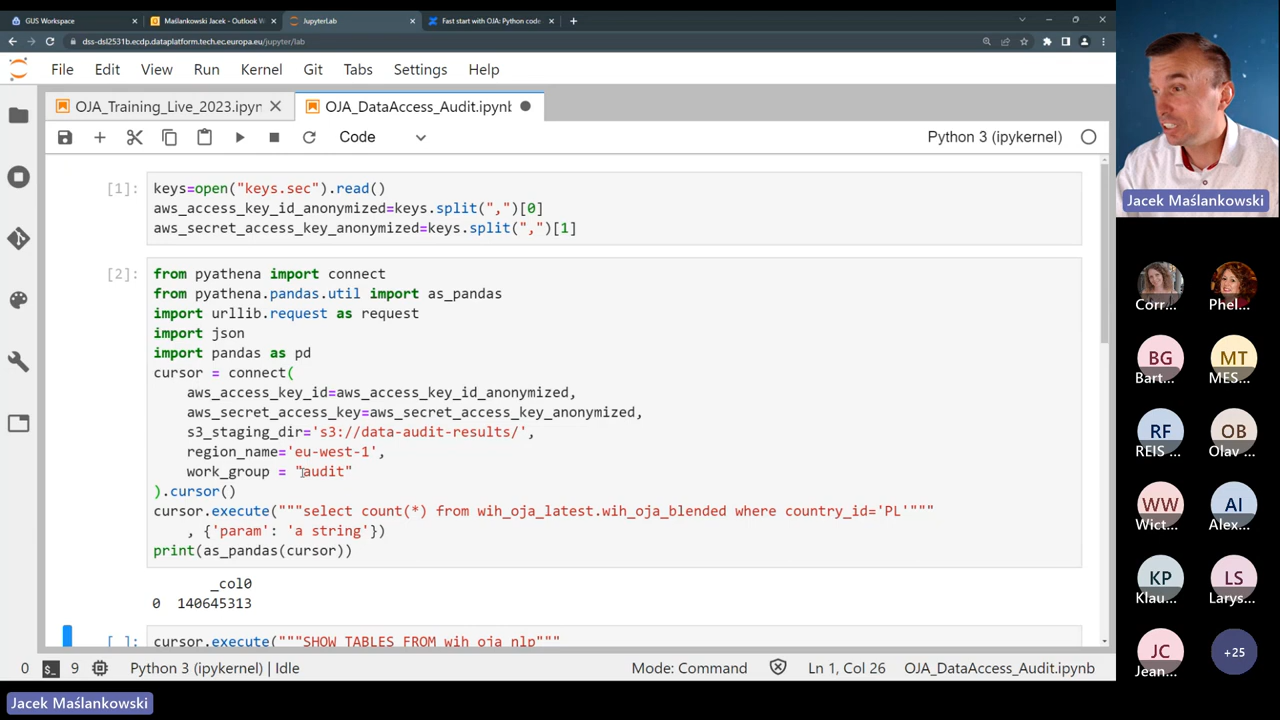 GUS Workspace
Maślankowski Jacek - Outlook W
JupyterLab
Fast start with OJA: Python code
dss-dsl2531b.ecdp.dataplatform.tech.ec.europa.eu/jupyter/lab
File Edit View Run Kernel Git Tabs Settings Help
OJA_Training_Live_2023.ipyn
OJA_DataAccess_Audit.ipynb
Code
Python 3 (ipykernel)
[1]:
keys=open("keys.sec").read()
aws_access_key_id_anonymized=keys.split(",")[0]
aws_secret_access_key_anonymized=keys.split(",")[1]
[2]:
from pyathena import connect
from pyathena.pandas.util import as_pandas
import urllib.request as request
import json
import pandas as pd
cursor = connect(
aws_access_key_id=aws_access_key_id_anonymized,
aws_secret_access_key=aws_secret_access_key_anonymized,
s3_staging_dir='s3://data-audit-results/',
region_name='eu-west-1',
work_group = "audit"
).cursor()
cursor.execute("""select count(*) from wih_oja_latest.wih_oja_blended where country_id='PL'"""
, {'param': 'a string'})
print(as_pandas(cursor))
_col0
0 140645313
[ ]:
cursor.execute("""SHOW TABLES FROM wih_oja_nlp"""
0
9
Python 3 (ipykernel) | Idle
Mode: Command
Ln 1, Col 26
OJA_DataAccess_Audit.ipynb
Jacek Maślankowski
Jacek Maślankowski
Corr...
Phel...
BG
Bart...
MT
MES...
RF
REIS ...
OB
Olav ...
WW
Wict...
AI
Alex...
KP
Klau...
LS
Larys...
JC
Jean...
+25